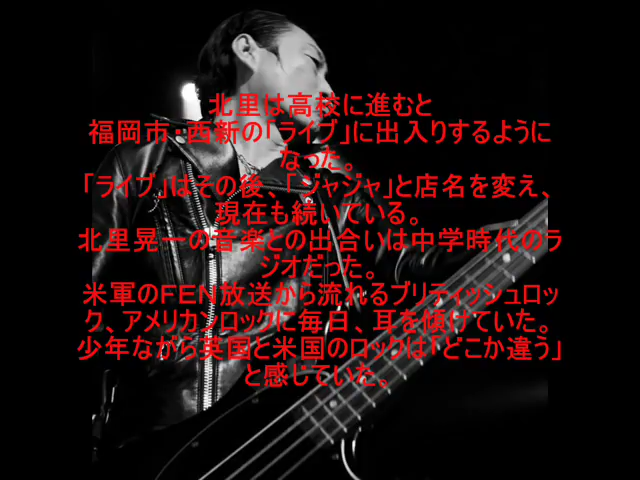 北里は高校に進むと
福岡市・西新の「ライブ」に出入りするように
なった。
「ライブ」はその後、「ジャジャ」と店名を変え、
現在も続いている。
北里晃一の音楽との出合いは中学時代のラ
ジオだった。
米軍のＦＥＮ放送から流れるブリティッシュロッ
ク、アメリカンロックに毎日、耳を傾けていた。
少年ながら英国と米国のロックは「どこか違う」
と感じていた。